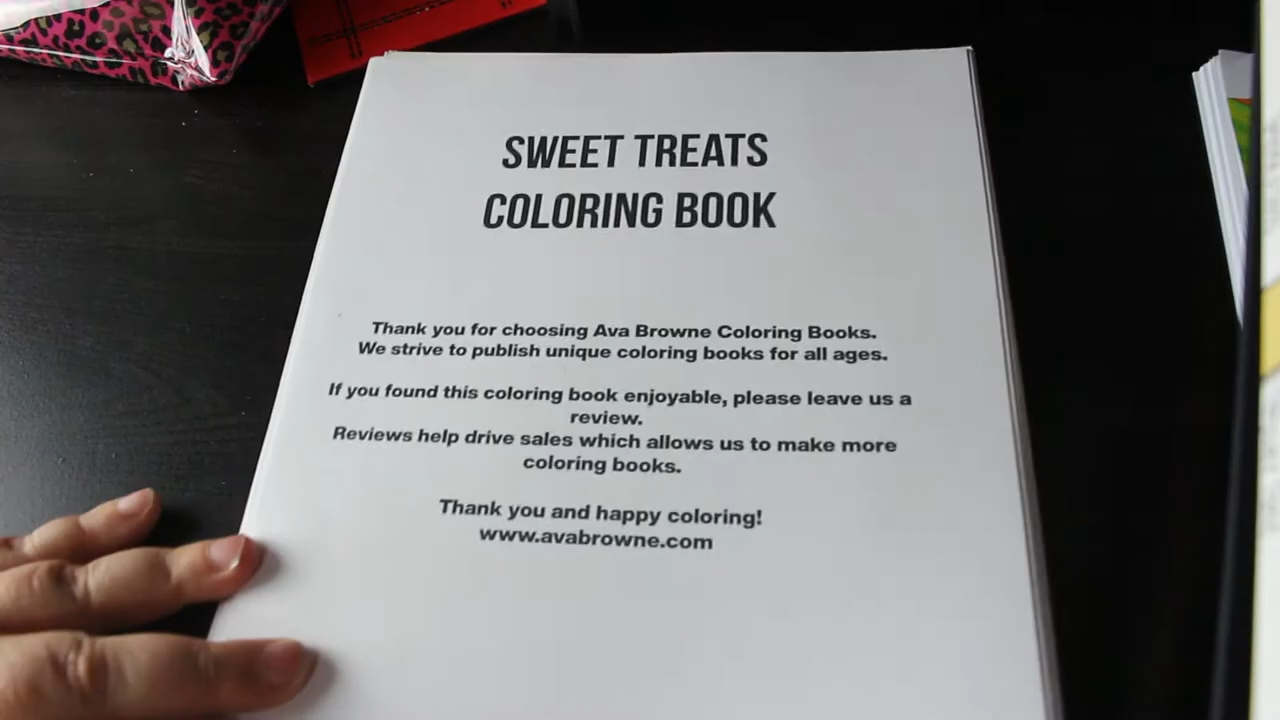 SWEET TREATS
COLORING BOOK
Thank you for choosing Ava Browne Coloring Books.
We strive to publish unique coloring books for all ages.
If you found this coloring book enjoyable, please leave us a
review.
Reviews help drive sales which allows us to make more
coloring books.
Thank you and happy coloring!
www.avabrowne.com